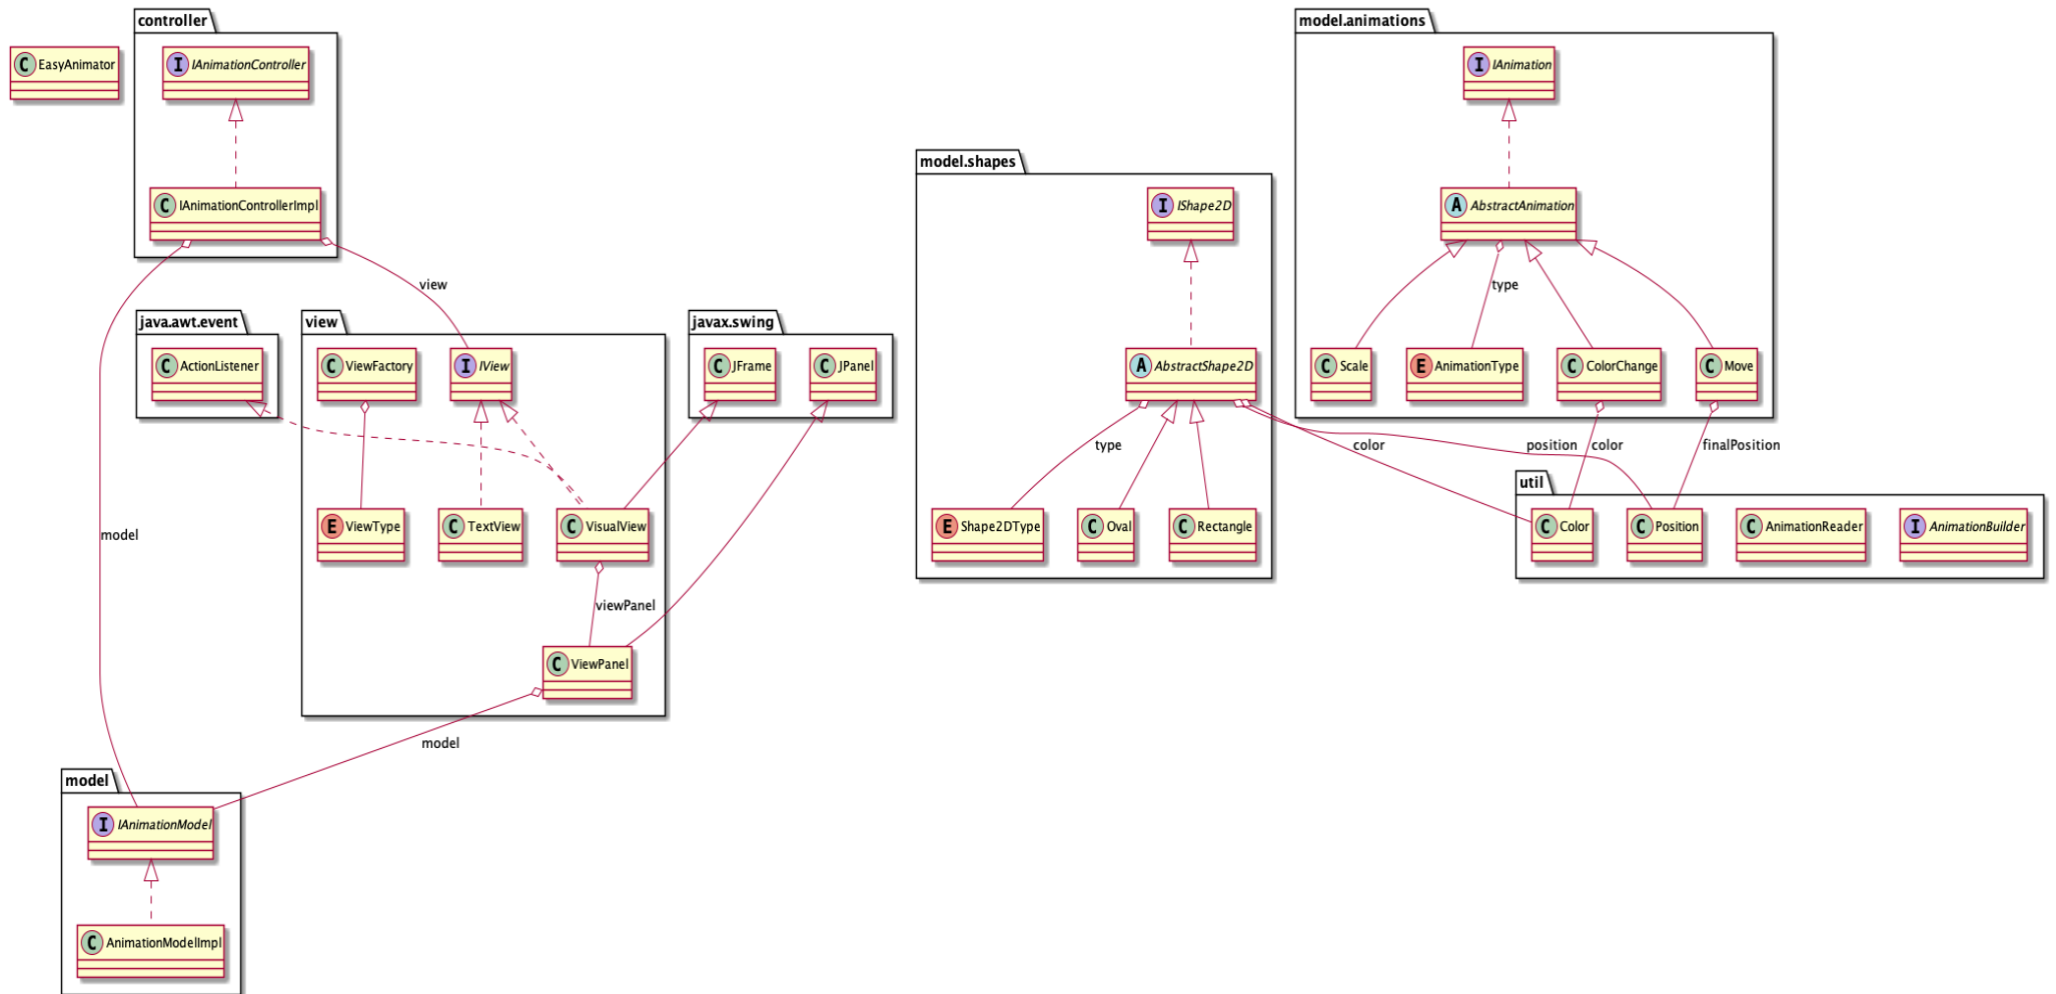 controller
C EasyAnimator
I IAnimationController
C IAnimationControllerImpl
view
model
java.awt.event
C ActionListener
view
C ViewFactory
I IView
E ViewType
C TextView
C VisualView
viewPanel
C ViewPanel
model
javax.swing
C JFrame
C JPanel
model
I IAnimationModel
C AnimationModelImpl
model.shapes
I IShape2D
A AbstractShape2D
type
E Shape2DType
C Oval
C Rectangle
color
position
model.animations
I IAnimation
A AbstractAnimation
type
C Scale
E AnimationType
C ColorChange
C Move
color
finalPosition
util
C Color
C Position
C AnimationReader
I AnimationBuilder